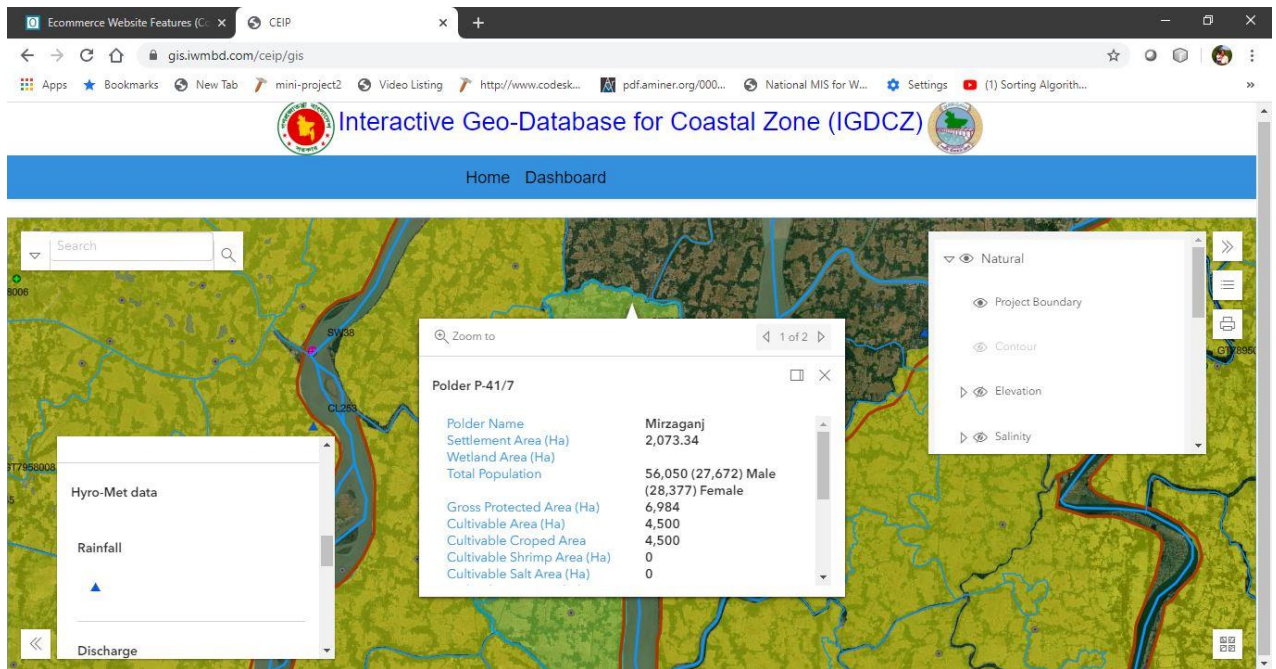 Ecommerce Website Features (Co
CEIP
gis.iwmbd.com/ceip/gis
Apps Bookmarks New Tab mini-project2 Video Listing http://www.codesk... pdf.aminer.org/000... National MIS for W... Settings (1) Sorting Algorith...
Interactive Geo-Database for Coastal Zone (IGDCZ)
Home Dashboard
Search
8006
SW38
CL253
GT7958008
GT78950
Natural
Project Boundary
Contour
Elevation
Salinity
Zoom to
1 of 2
Polder P-41/7
Polder Name Mirzaganj
Settlement Area (Ha) 2,073.34
Wetland Area (Ha)
Total Population 56,050 (27,672) Male
(28,377) Female
Gross Protected Area (Ha) 6,984
Cultivable Area (Ha) 4,500
Cultivable Croped Area 4,500
Cultivable Shrimp Area (Ha) 0
Cultivable Salt Area (Ha) 0
Hyro-Met data
Rainfall
Discharge